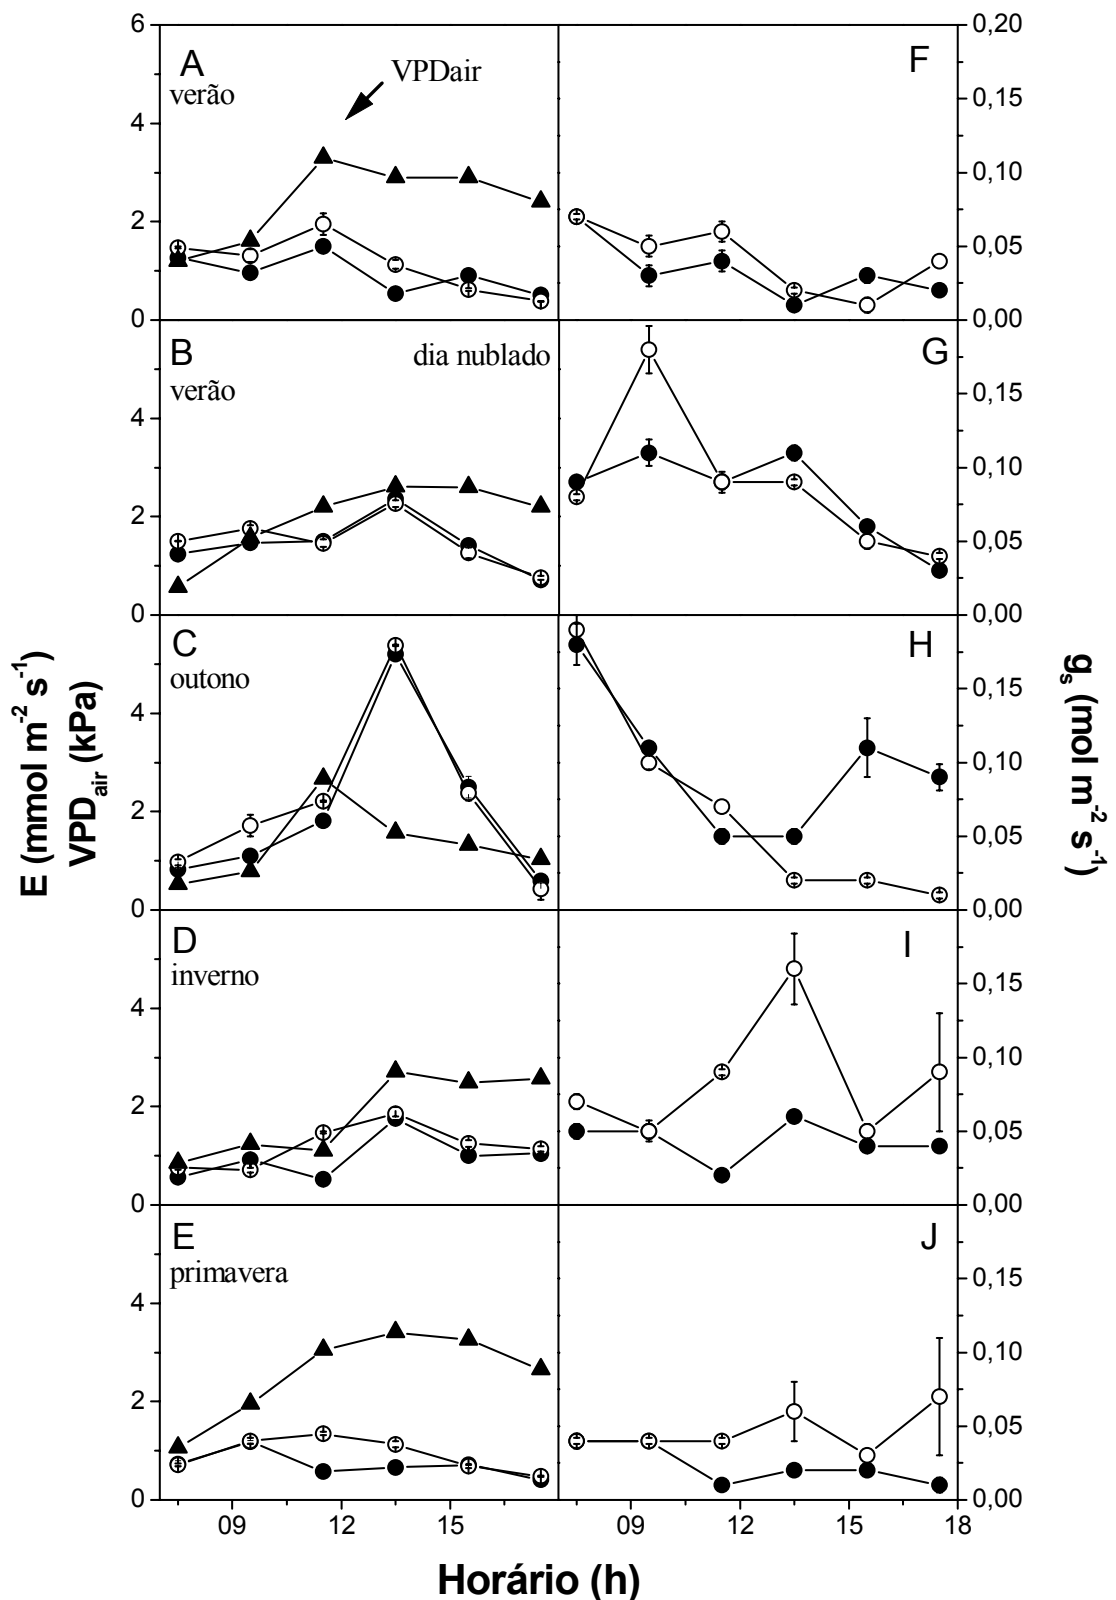 6
4
2
0
A
verão
VPDair
F
0,20
0,15
0,10
0,05
0,00
4
2
0
B
verão
dia nublado
G
0,15
0,10
0,05
0,00
4
2
0
C
outono
H
0,15
0,10
0,05
0,00
E (mmol m⁻² s⁻¹)
VPD_air (kPa)
g_s (mol m⁻² s⁻¹)
4
2
0
D
inverno
I
0,15
0,10
0,05
0,00
4
2
0
E
primavera
J
0,15
0,10
0,05
0,00
09 12 15 09 12 15 18
Horário (h)